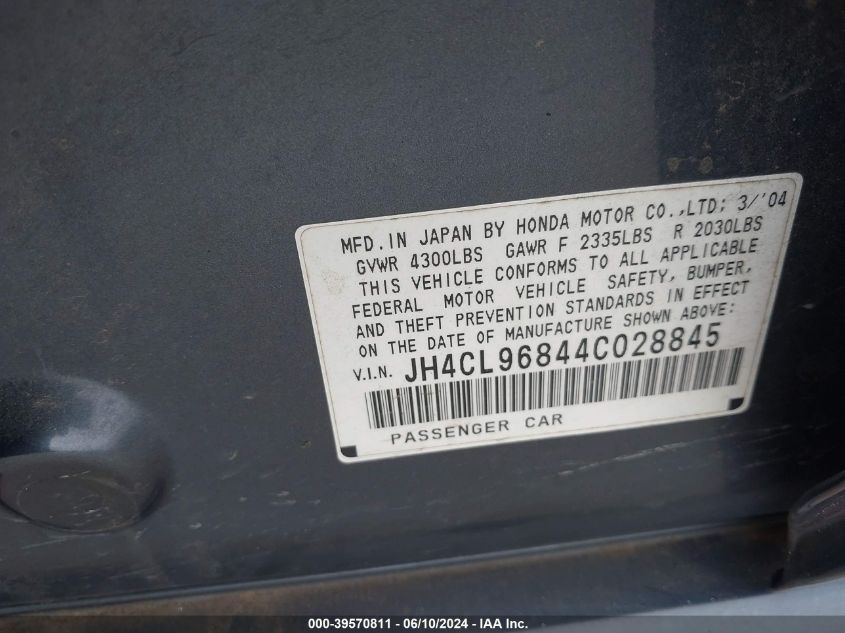 MFD. IN JAPAN BY HONDA MOTOR CO.,LTD; 3/'04
GVWR 4300LBS GAWR F 2335LBS R 2030LBS
THIS VEHICLE CONFORMS TO ALL APPLICABLE
FEDERAL MOTOR VEHICLE SAFETY, BUMPER,
AND THEFT PREVENTION STANDARDS IN EFFECT
ON THE DATE OF MANUFACTURE SHOWN ABOVE:
V.I.N. JH4CL96844C028845
PASSENGER CAR
000-39570811 - 06/10/2024 - IAA Inc.